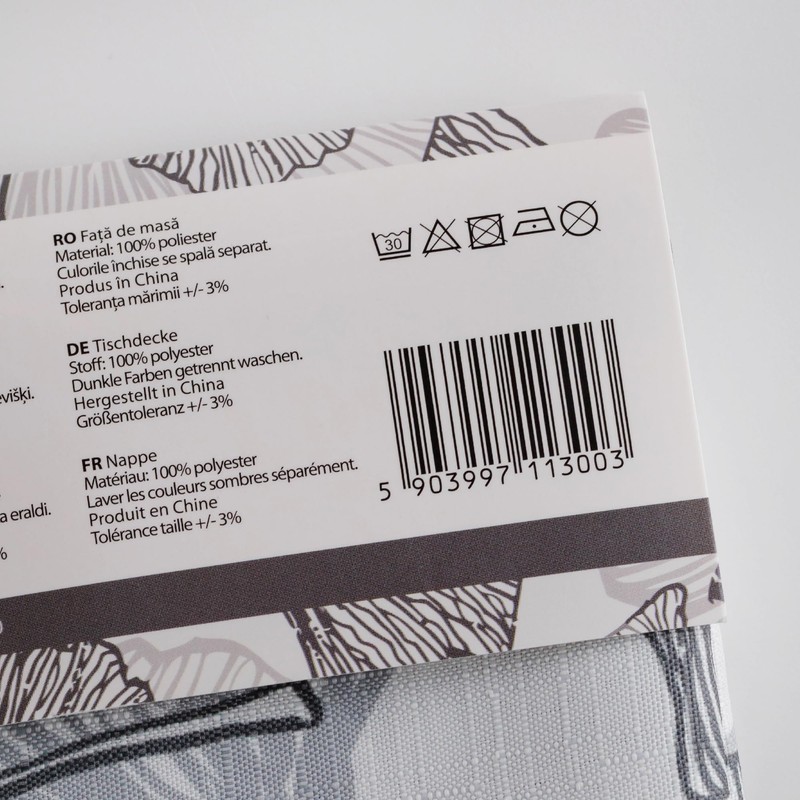 RO Față de masă
Material: 100% poliester
Culorile închise se spală separat.
Produs în China
Toleranța mărimii +/- 3%
DE Tischdecke
Stoff: 100% polyester
Dunkle Farben getrennt waschen.
Hergestellt in China
Größentoleranz +/- 3%
FR Nappe
Matériau: 100% polyester
Laver les couleurs sombres séparément.
Produit en Chine
Tolérance taille +/- 3%
a eraldi.
%
30
5 903997 113003